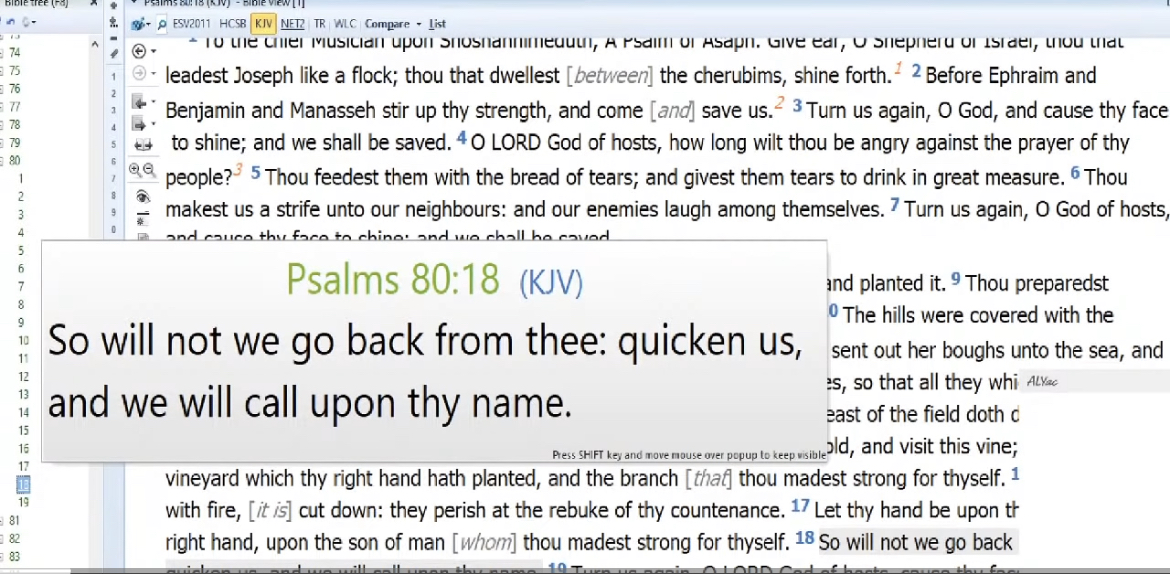 Bible tree (F8)
Psalms 80:18 (KJV) - Bible View [1]
ESV2011 HCSB KJV NET2 TR WLC Compare List
1 To the chief Musician upon Shoshannimeduth, A Psalm of Asaph. Give ear, O Shepherd of Israel, thou that
leadest Joseph like a flock; thou that dwellest [between] the cherubims, shine forth.1 2 Before Ephraim and
Benjamin and Manasseh stir up thy strength, and come [and] save us.2 3 Turn us again, O God, and cause thy face
to shine; and we shall be saved. 4 O LORD God of hosts, how long wilt thou be angry against the prayer of thy
people?3 5 Thou feedest them with the bread of tears; and givest them tears to drink in great measure. 6 Thou
makest us a strife unto our neighbours: and our enemies laugh among themselves. 7 Turn us again, O God of hosts,
and cause thy face to shine; and we shall be saved.
Psalms 80:18 (KJV)
So will not we go back from thee: quicken us,
and we will call upon thy name.
Press SHIFT key and move mouse over popup to keep visible
and planted it. 9 Thou preparedst
0 The hills were covered with the
sent out her boughs unto the sea, and
es, so that all they whi
ALYac
east of the field doth d
old, and visit this vine;
vineyard which thy right hand hath planted, and the branch [that] thou madest strong for thyself. 1
with fire, [it is] cut down: they perish at the rebuke of thy countenance. 17 Let thy hand be upon th
right hand, upon the son of man [whom] thou madest strong for thyself. 18 So will not we go back
quicken us, and we will call upon thy name. 19 Turn us again, O LORD God of hosts, cause thy face
73
74
75
76
77
78
79
80
1
2
3
4
5
6
7
8
9
10
11
12
13
14
15
16
17
18
19
81
82
83
1
2
3
4
5
6
7
8
9